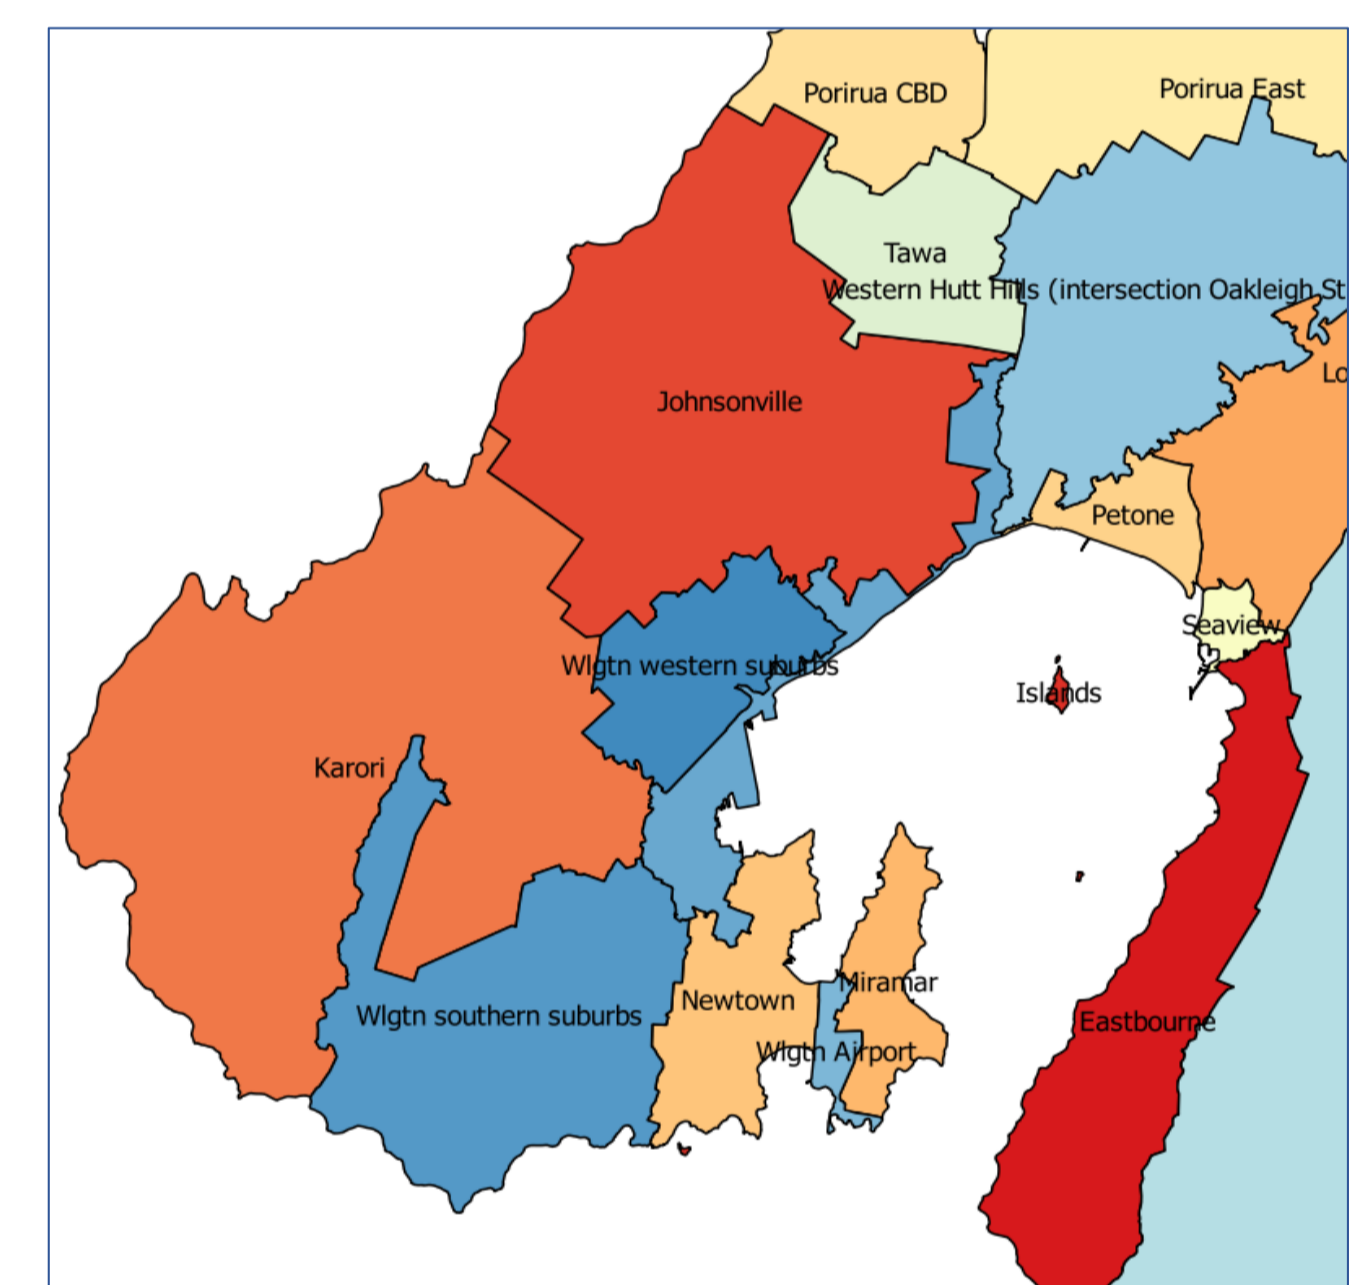 Porirua East
Porirua CBD
Tawa
Western Hutt Hills (intersection Oakleigh St
Lo
Johnsonville
Petone
Seaview
Wlgtn western suburbs
Islands
Karori
Miramar
Newtown
Wlgtn southern suburbs
Eastbourne
Wlgtn Airport